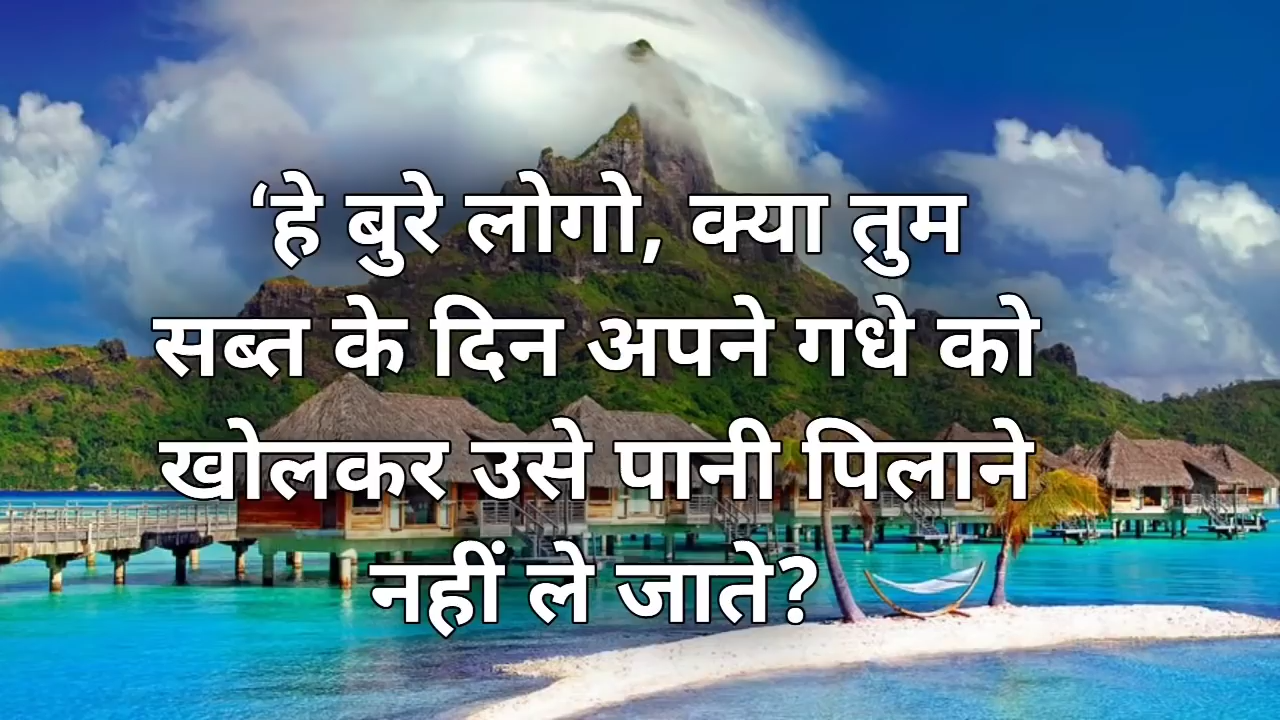 ‘हे बुरे लोगो, क्या तुम
सब्त के दिन अपने गधे को
खोलकर उसे पानी पिलाने
नहीं ले जाते?